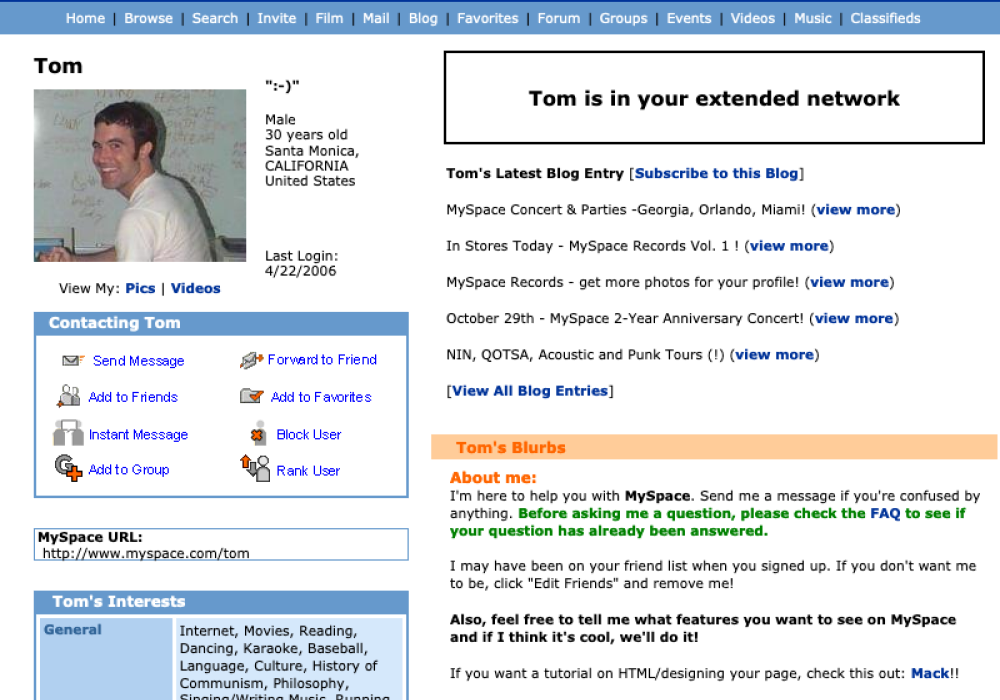 Home | Browse | Search | Invite | Film | Mail | Blog | Favorites | Forum | Groups | Events | Videos | Music | Classifieds
Tom
":-)"
Male
30 years old
Santa Monica,
CALIFORNIA
United States
Last Login:
4/22/2006
View My: Pics | Videos
Contacting Tom
Send Message
Forward to Friend
Add to Friends
Add to Favorites
Instant Message
Block User
Add to Group
Rank User
MySpace URL:
http://www.myspace.com/tom
Tom's Interests
General
Internet, Movies, Reading,
Dancing, Karaoke, Baseball,
Language, Culture, History of
Communism, Philosophy,
Singing/Writing Music, Running
Tom is in your extended network
Tom's Latest Blog Entry [Subscribe to this Blog]
MySpace Concert & Parties -Georgia, Orlando, Miami! (view more)
In Stores Today - MySpace Records Vol. 1 ! (view more)
MySpace Records - get more photos for your profile! (view more)
October 29th - MySpace 2-Year Anniversary Concert! (view more)
NIN, QOTSA, Acoustic and Punk Tours (!) (view more)
[View All Blog Entries]
Tom's Blurbs
About me:
I'm here to help you with MySpace. Send me a message if you're confused by
anything. Before asking me a question, please check the FAQ to see if
your question has already been answered.
I may have been on your friend list when you signed up. If you don't want me
to be, click "Edit Friends" and remove me!
Also, feel free to tell me what features you want to see on MySpace
and if I think it's cool, we'll do it!
If you want a tutorial on HTML/designing your page, check this out: Mack!!